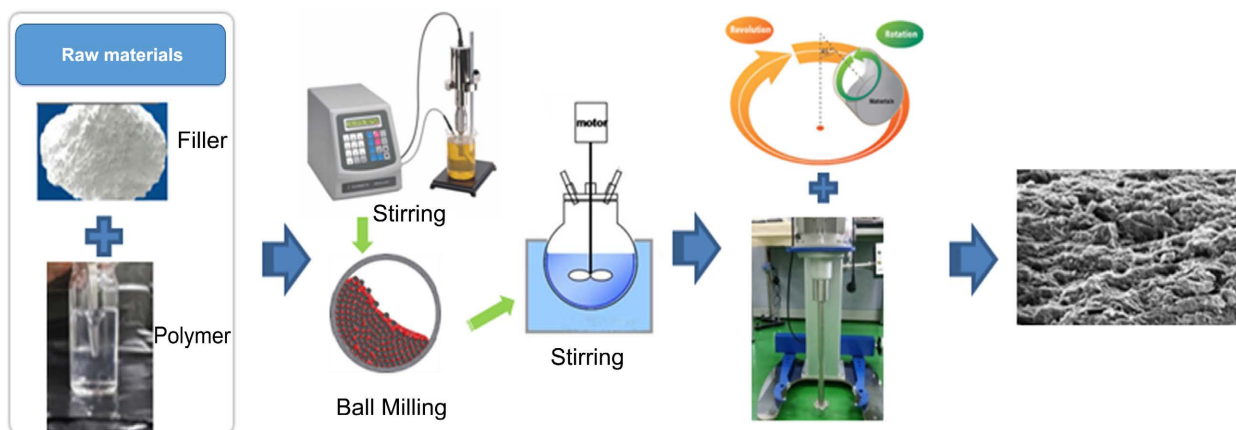 Raw materials
Filler
Polymer
Stirring
Ball Milling
motor
Stirring
Revolution
Rotation
Materials